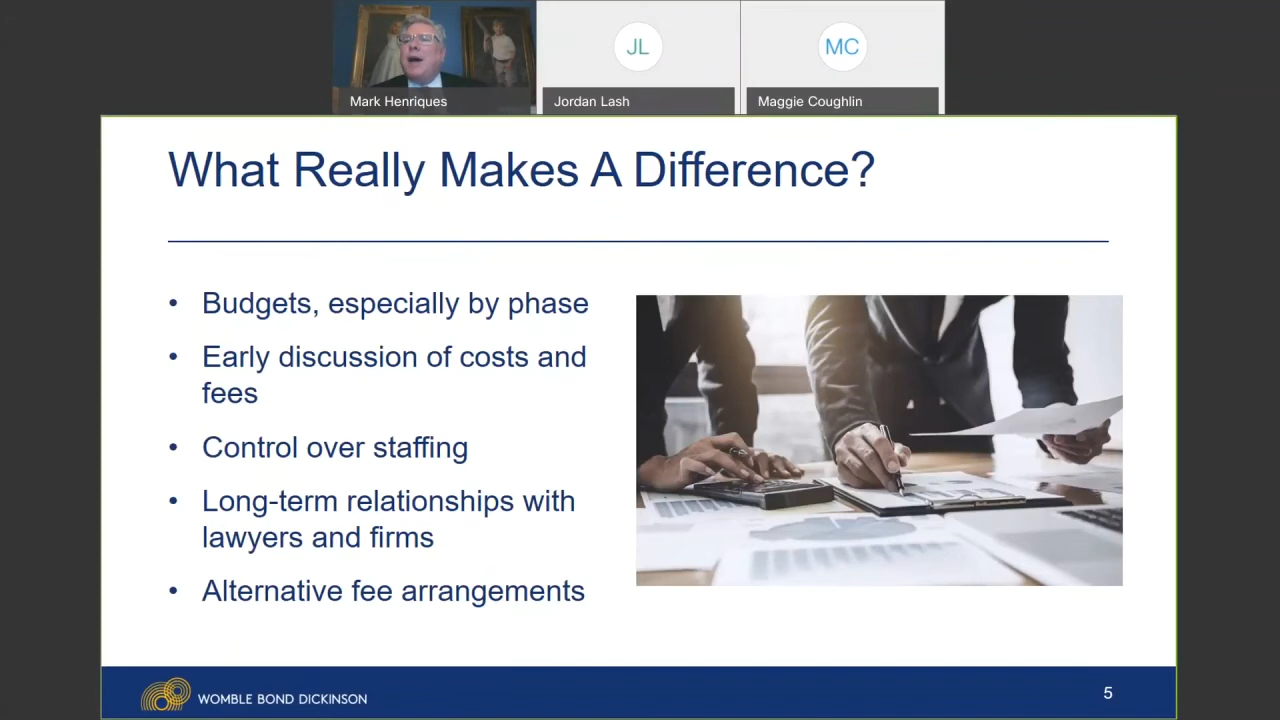 Mark Henriques
JL
Jordan Lash
MC
Maggie Coughlin
What Really Makes A Difference?
• Budgets, especially by phase
• Early discussion of costs and
fees
• Control over staffing
• Long-term relationships with
lawyers and firms
• Alternative fee arrangements
WOMBLE BOND DICKINSON
5